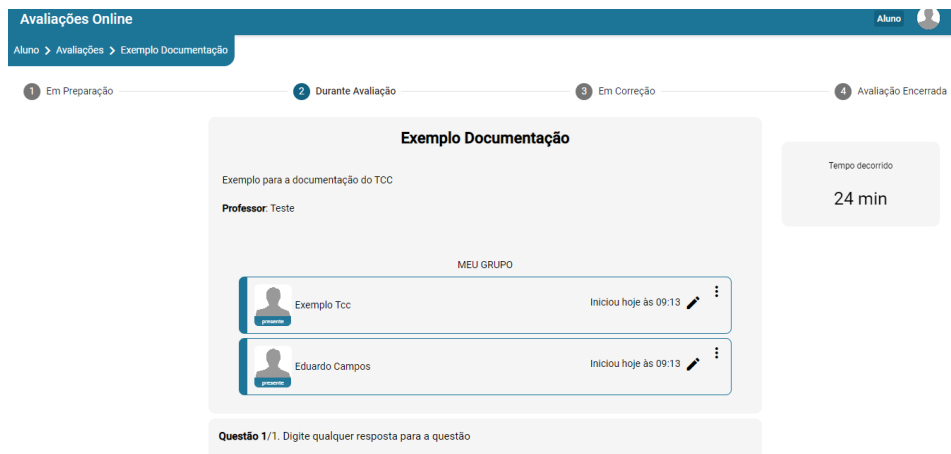 Avaliações Online
Aluno
Aluno > Avaliações > Exemplo Documentação
1 Em Preparação
2 Durante Avaliação
3 Em Correção
4 Avaliação Encerrada
Exemplo Documentação
Exemplo para a documentação do TCC
Professor: Teste
Tempo decorrido
24 min
MEU GRUPO
Exemplo Tcc
Iniciou hoje às 09:13
presente
Eduardo Campos
Iniciou hoje às 09:13
presente
Questão 1/1. Digite qualquer resposta para a questão